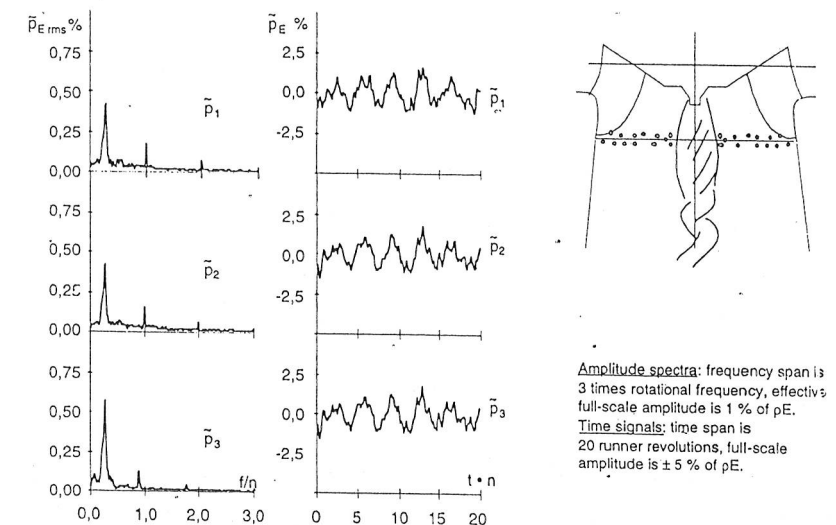 p̃E rms %
0,75
0,50
0,25
0,00
p̃1
0,75
0,50
0,25
0,00
p̃2
0,75
0,50
0,25
0,00
p̃3
f/n
0,0 1,0 2,0 3,0
p̃E %
2,5
0,0
-2,5
p̃1
2,5
0,0
-2,5
p̃2
2,5
0,0
-2,5
p̃3
t • n
0 5 10 15 20
Amplitude spectra: frequency span is
3 times rotational frequency, effective
full-scale amplitude is 1 % of ρE.
Time signals: time span is
20 runner revolutions, full-scale
amplitude is ± 5 % of ρE.